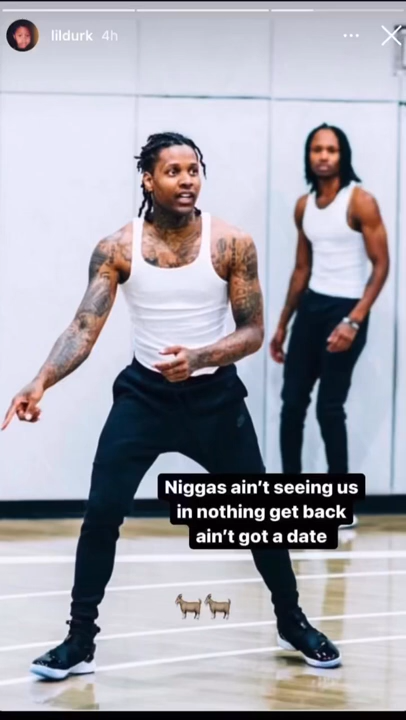 lildurk 4h
Niggas ain't seeing us
in nothing get back
ain't got a date